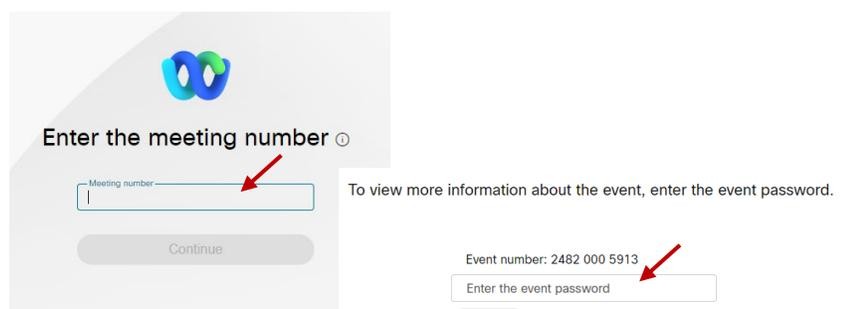 Enter the meeting number
Meeting number
Continue
To view more information about the event, enter the event password.
Event number: 2482 000 5913
Enter the event password